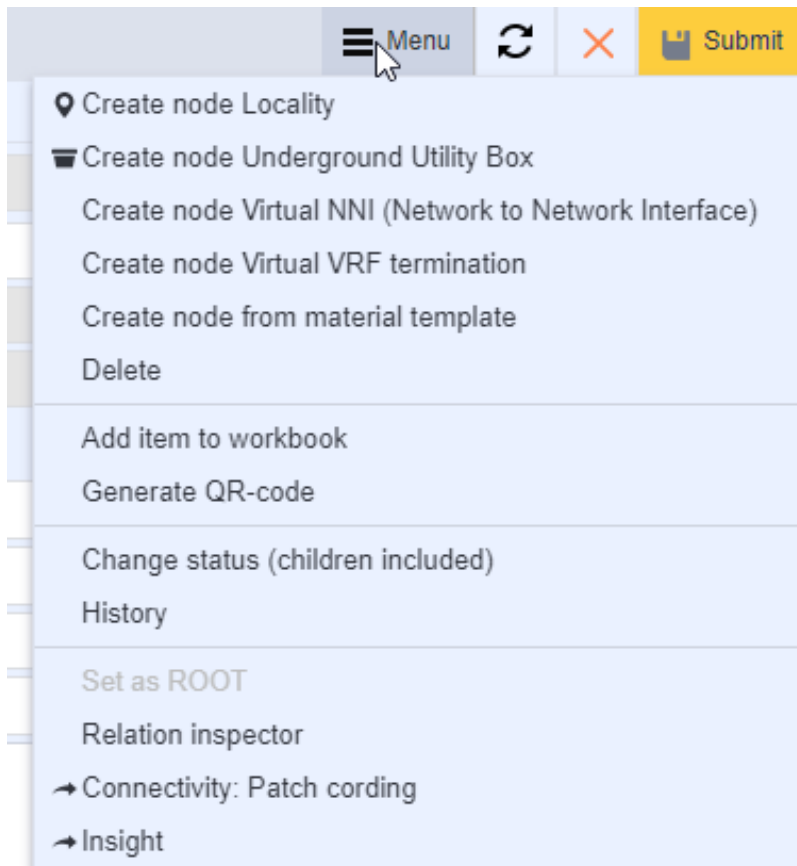 Menu Submit
Create node Locality
Create node Underground Utility Box
Create node Virtual NNI (Network to Network Interface)
Create node Virtual VRF termination
Create node from material template
Delete
Add item to workbook
Generate QR-code
Change status (children included)
History
Set as ROOT
Relation inspector
Connectivity: Patch cording
Insight